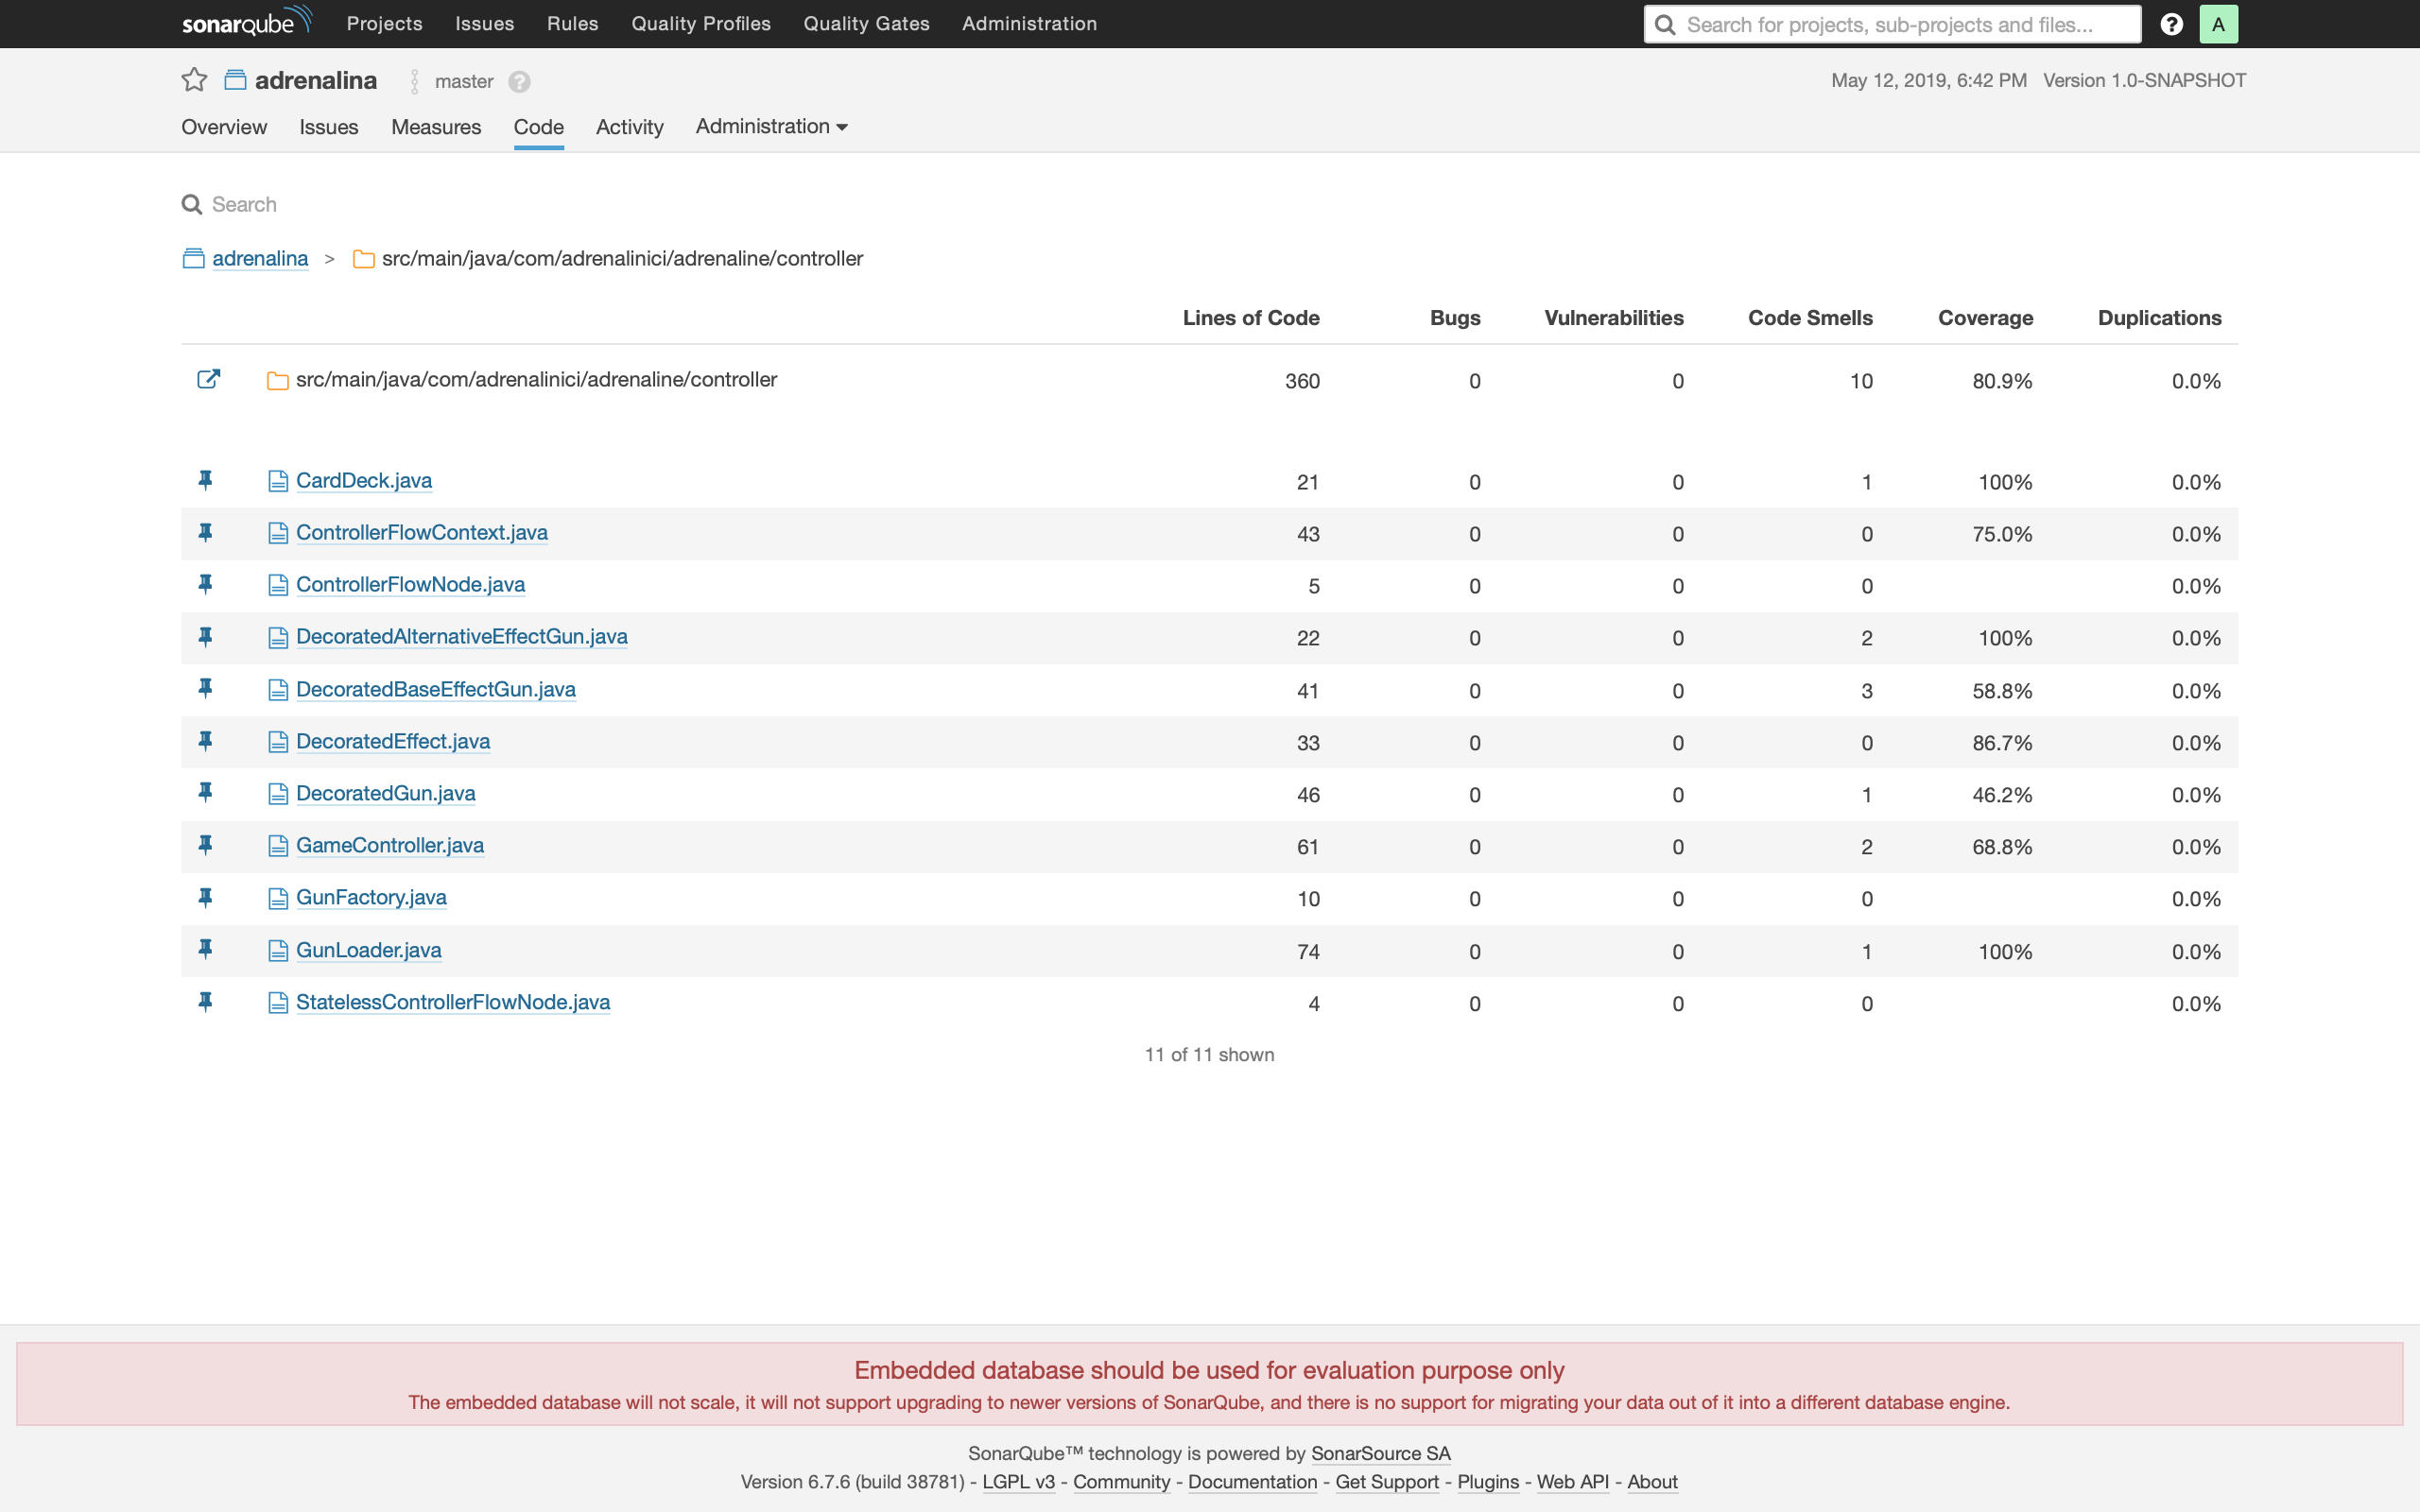 sonarqube Projects Issues Rules Quality Profiles Quality Gates Administration Search for projects, sub-projects and files... ? A
adrenalina master ? May 12, 2019, 6:42 PM Version 1.0-SNAPSHOT
Overview Issues Measures Code Activity Administration
Search
adrenalina > src/main/java/com/adrenalinici/adrenaline/controller
Lines of Code Bugs Vulnerabilities Code Smells Coverage Duplications
src/main/java/com/adrenalinici/adrenaline/controller 360 0 0 10 80.9% 0.0%
CardDeck.java 21 0 0 1 100% 0.0%
ControllerFlowContext.java 43 0 0 0 75.0% 0.0%
ControllerFlowNode.java 5 0 0 0 0.0%
DecoratedAlternativeEffectGun.java 22 0 0 2 100% 0.0%
DecoratedBaseEffectGun.java 41 0 0 3 58.8% 0.0%
DecoratedEffect.java 33 0 0 0 86.7% 0.0%
DecoratedGun.java 46 0 0 1 46.2% 0.0%
GameController.java 61 0 0 2 68.8% 0.0%
GunFactory.java 10 0 0 0 0.0%
GunLoader.java 74 0 0 1 100% 0.0%
StatelessControllerFlowNode.java 4 0 0 0 0.0%
11 of 11 shown
Embedded database should be used for evaluation purpose only
The embedded database will not scale, it will not support upgrading to newer versions of SonarQube, and there is no support for migrating your data out of it into a different database engine.
SonarQube™ technology is powered by SonarSource SA
Version 6.7.6 (build 38781) - LGPL v3 - Community - Documentation - Get Support - Plugins - Web API - About